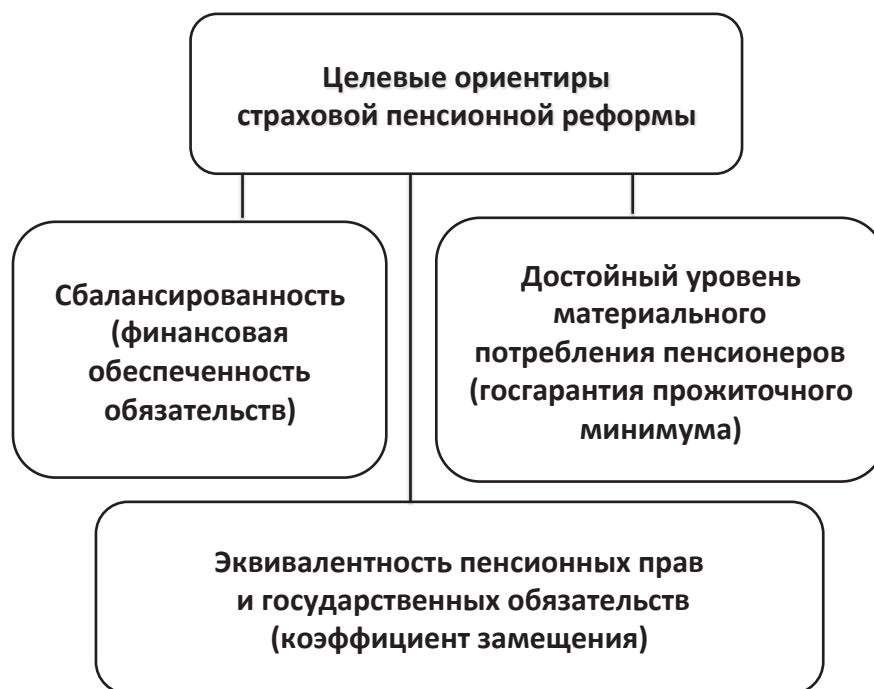 Целевые ориентиры
страховой пенсионной реформы
Сбалансированность
(финансовая
обеспеченность
обязательств)
Достойный уровень
материального
потребления пенсионеров
(госгарантия прожиточного
минимума)
Эквивалентность пенсионных прав
и государственных обязательств
(коэффициент замещения)